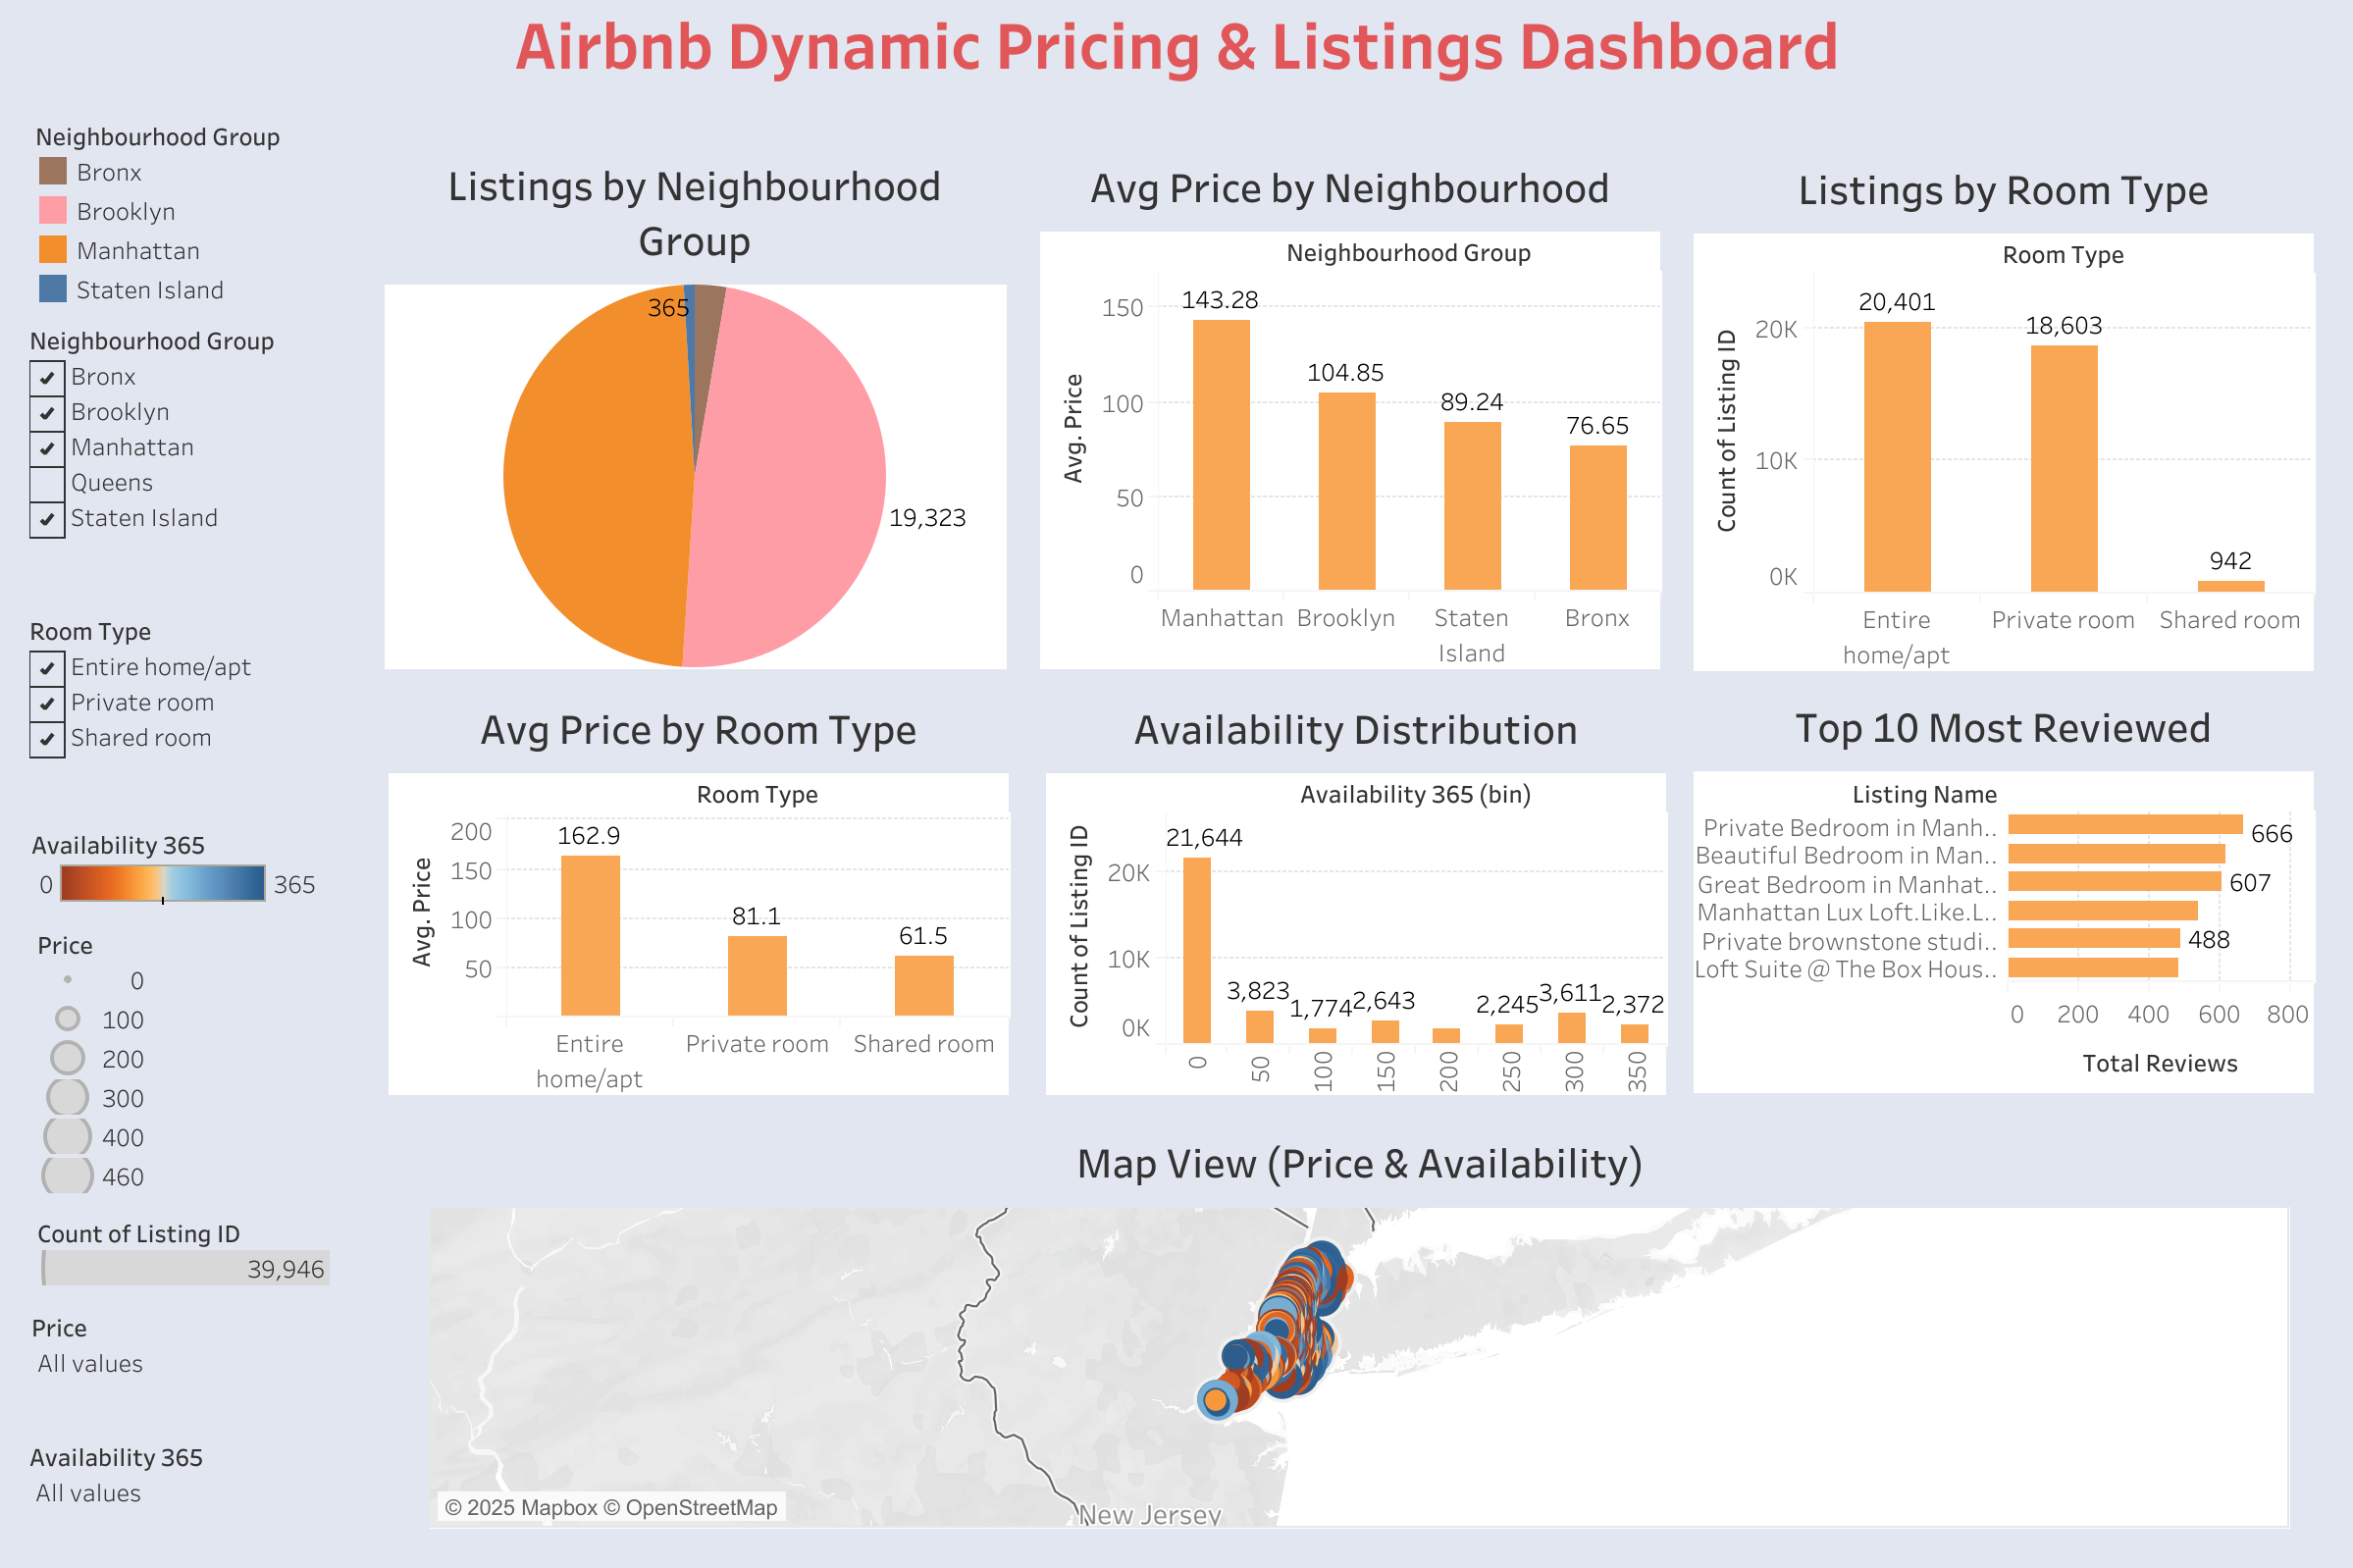 Airbnb Dynamic Pricing & Listings Dashboard
Neighbourhood Group
Bronx
Brooklyn
Manhattan
Staten Island
Neighbourhood Group
Bronx
Brooklyn
Manhattan
Queens
Staten Island
Room Type
Entire home/apt
Private room
Shared room
Availability 365
0 365
Price
0
100
200
300
400
460
Count of Listing ID
39,946
Price
All values
Availability 365
All values
Listings by Neighbourhood
Group
365
19,323
Avg Price by Neighbourhood
Neighbourhood Group
Avg. Price
150
100
50
0
143.28
104.85
89.24
76.65
Manhattan Brooklyn Staten Bronx
Island
Listings by Room Type
Room Type
Count of Listing ID
20K
10K
0K
20,401
18,603
942
Entire Private room Shared room
home/apt
Avg Price by Room Type
Room Type
Avg. Price
200
150
100
50
162.9
81.1
61.5
Entire Private room Shared room
home/apt
Availability Distribution
Availability 365 (bin)
Count of Listing ID
20K
10K
0K
21,644
3,823
1,774
2,643
2,245
3,611
2,372
0 50 100 150 200 250 300 350
Top 10 Most Reviewed
Listing Name
Private Bedroom in Manh.. 666
Beautiful Bedroom in Man..
Great Bedroom in Manhat.. 607
Manhattan Lux Loft.Like.L..
Private brownstone studi.. 488
Loft Suite @ The Box Hous..
0 200 400 600 800
Total Reviews
Map View (Price & Availability)
© 2025 Mapbox © OpenStreetMap
New Jersey